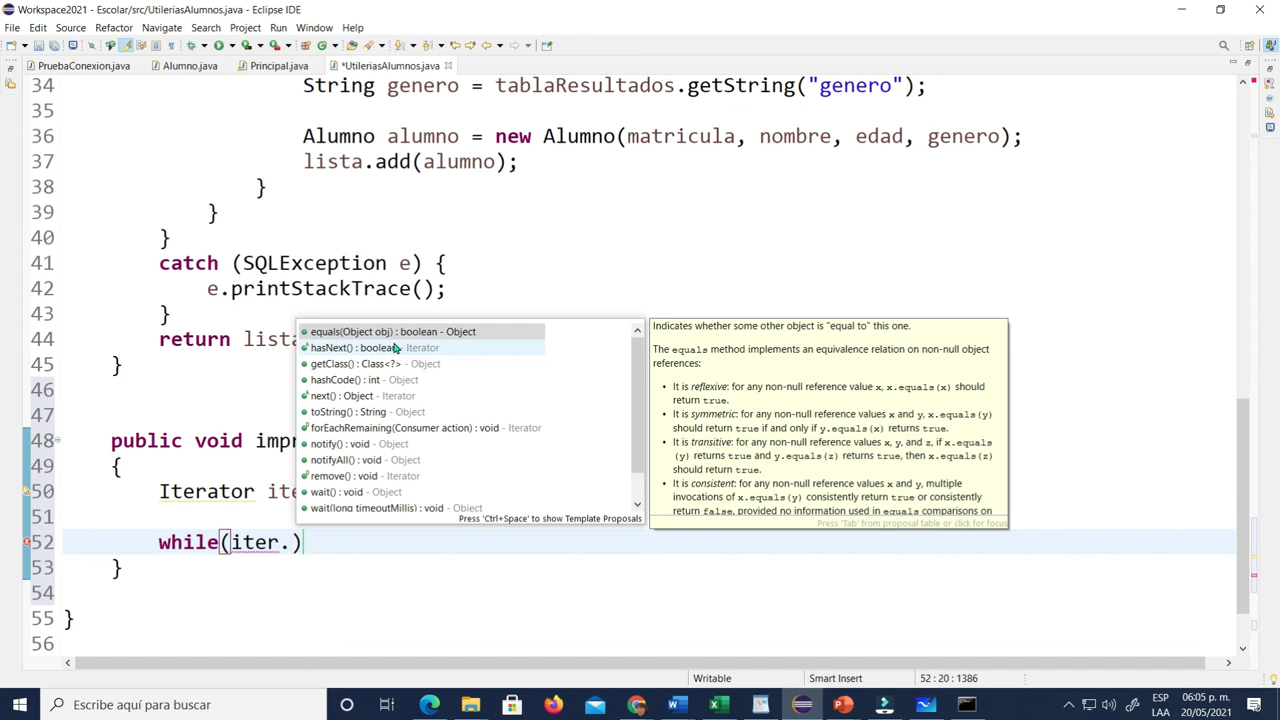 Workspace2021 - Escolar/src/UtileriasAlumnos.java - Eclipse IDE
File Edit Source Refactor Navigate Search Project Run Window Help
PruebaConexion.java Alumno.java Principal.java *UtileriasAlumnos.java
34 String genero = tablaResultados.getString("genero");
35
36 Alumno alumno = new Alumno(matricula, nombre, edad, genero);
37 lista.add(alumno);
38 }
39 }
40 }
41 catch (SQLException e) {
42 e.printStackTrace();
43 }
44 return lista
45 }
46
47
48 public void impr
49 {
50 Iterator ite
51
52 while(iter.)
53 }
54
55 }
56
equals(Object obj) : boolean - Object
hasNext() : boolean - Iterator
getClass() : Class<?> - Object
hashCode() : int - Object
next() : Object - Iterator
toString() : String - Object
forEachRemaining(Consumer action) : void - Iterator
notify() : void - Object
notifyAll() : void - Object
remove() : void - Iterator
wait() : void - Object
wait(long timeoutMillis) : void - Object
Press 'Ctrl+Space' to show Template Proposals
Indicates whether some other object is "equal to" this one.
The equals method implements an equivalence relation on non-null object
references:
• It is reflexive: for any non-null reference value x, x.equals(x) should
return true.
• It is symmetric: for any non-null reference values x and y, x.equals(y)
should return true if and only if y.equals(x) returns true.
• It is transitive: for any non-null reference values x, y, and z, if x.equals
(y) returns true and y.equals(z) returns true, then x.equals(z)
should return true.
• It is consistent: for any non-null reference values x and y, multiple
invocations of x.equals(y) consistently return true or consistently
return false, provided no information used in equals comparisons on
Press 'Tab' from proposal table or click for focus
Writable Smart Insert 52 : 20 : 1386
Escribe aquí para buscar
ESP
LAA
06:05 p. m.
20/05/2021